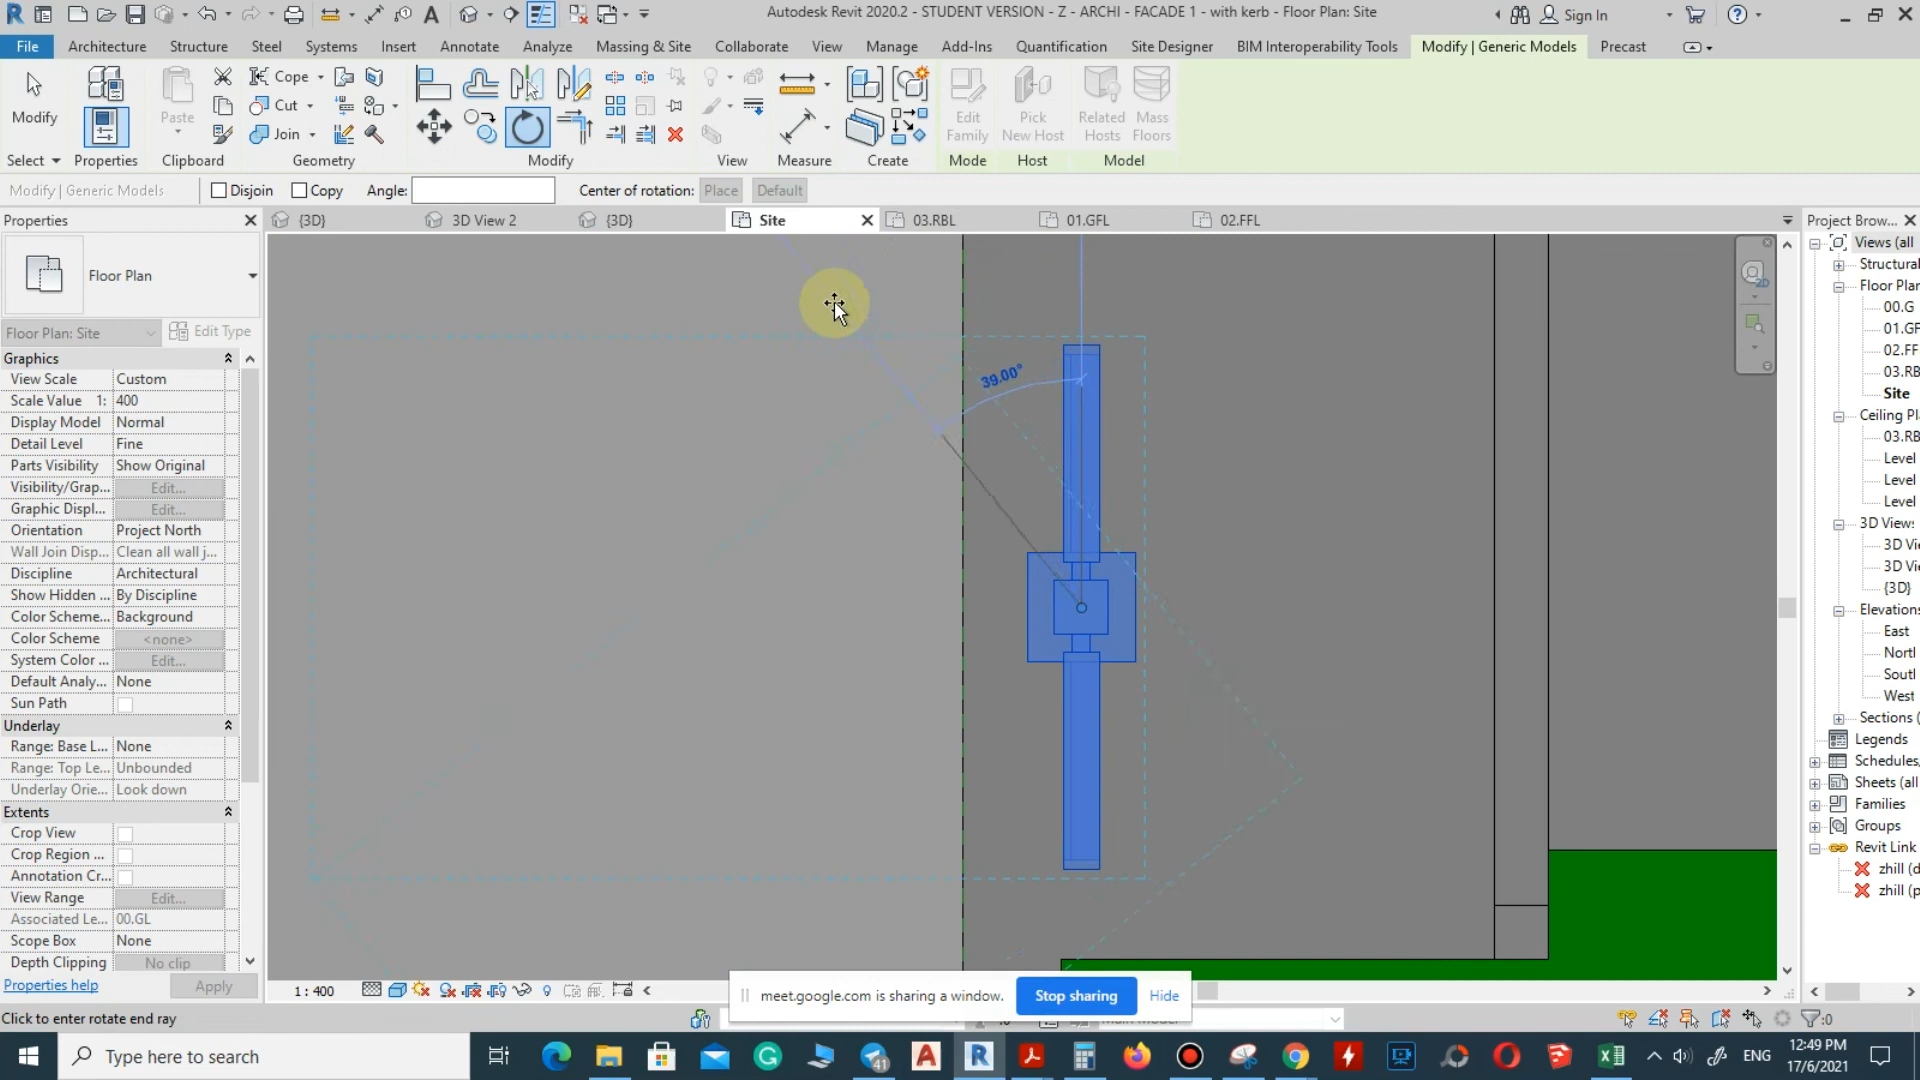 Autodesk Revit 2020.2 - STUDENT VERSION - Z - ARCHI - FACADE 1 - with kerb - Floor Plan: Site
Sign In
File Architecture Structure Steel Systems Insert Annotate Analyze Massing & Site Collaborate View Manage Add-Ins Quantification Site Designer BIM Interoperability Tools Modify | Generic Models Precast
Modify
Paste
Cope
Cut
Join
Edit Family
Pick New Host
Related Hosts
Mass Floors
Select Properties Clipboard Geometry Modify View Measure Create Mode Host Model
Modify | Generic Models Disjoin Copy Angle: Center of rotation: Place Default
Properties
{3D} 3D View 2 {3D} Site 03.RBL 01.GFL 02.FFL
Project Brow...
Floor Plan
Floor Plan: Site Edit Type
Graphics
View Scale Custom
Scale Value 1: 400
Display Model Normal
Detail Level Fine
Parts Visibility Show Original
Visibility/Grap... Edit...
Graphic Displ... Edit...
Orientation Project North
Wall Join Disp... Clean all wall j...
Discipline Architectural
Show Hidden ... By Discipline
Color Scheme... Background
Color Scheme <none>
System Color ... Edit...
Default Analy... None
Sun Path
Underlay
Range: Base L... None
Range: Top Le... Unbounded
Underlay Orie... Look down
Extents
Crop View
Crop Region ...
Annotation Cr...
View Range Edit...
Associated Le... 00.GL
Scope Box None
Depth Clipping No clip
Properties help Apply
39.00°
2D
Views (all
Structural
Floor Plan
00.G
01.GF
02.FF
03.RB
Site
Ceiling Pl
03.RB
Level
Level
Level
3D Views
3D Vi
3D Vi
{3D}
Elevations
East
North
South
West
Sections (
Legends
Schedules,
Sheets (all
Families
Groups
Revit Link
zhill (d
zhill (p
1 : 400
meet.google.com is sharing a window. Stop sharing Hide
Click to enter rotate end ray
:0
Type here to search
41
ENG
12:49 PM
17/6/2021